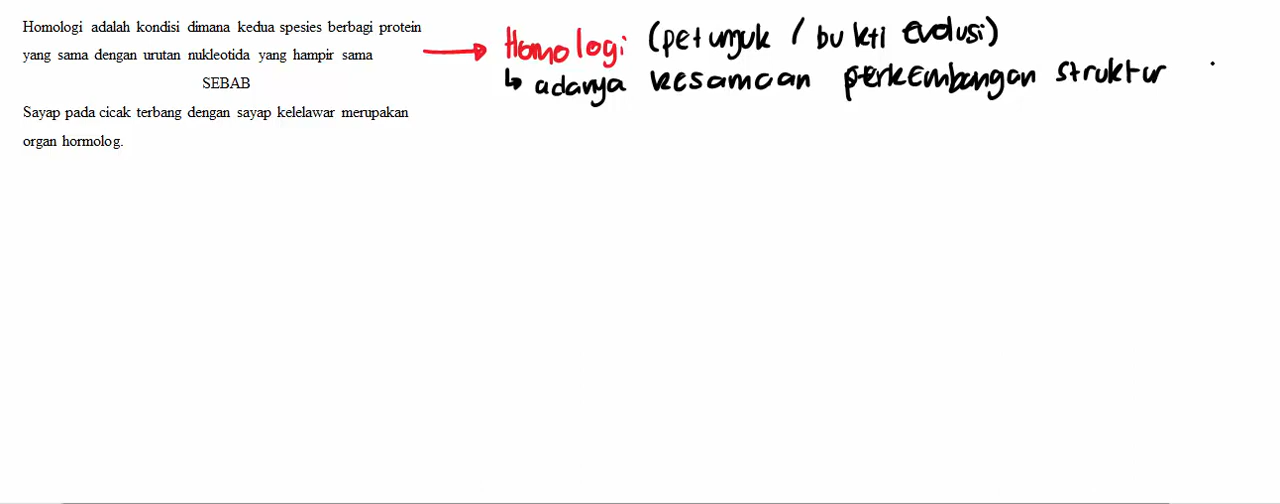 Homologi adalah kondisi dimana kedua spesies berbagi protein
yang sama dengan urutan nukleotida yang hampir sama
SEBAB
Sayap pada cicak terbang dengan sayap kelelawar merupakan
organ hormolog.
Homologi (petunjuk / bukti Evolusi)
↳ adanya kesamaan perkembangan struktur